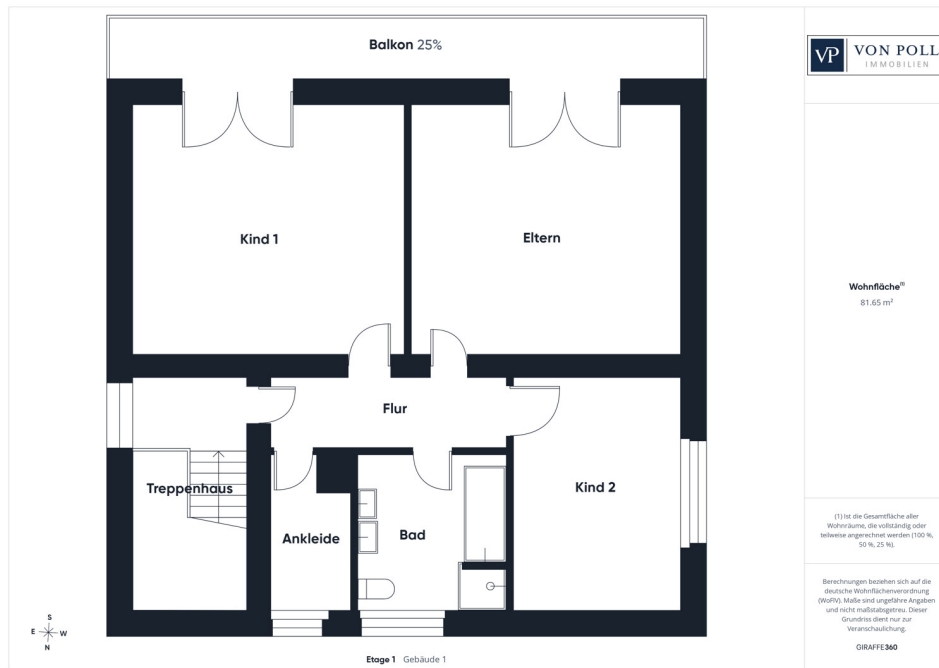 Balkon 25%
VP VON POLL
IMMOBILIEN
Kind 1
Eltern
Wohnfläche(1)
81.65 m²
Flur
Treppenhaus
Kind 2
Ankleide
Bad
(1) Ist die Gesamtfläche aller
Wohnräume, die vollständig oder
teilweise angerechnet werden (100 %,
50 %, 25 %).
Berechnungen beziehen sich auf die
deutsche Wohnflächenverordnung
(WoFlV). Maße sind ungefähre Angaben
und nicht maßstabsgetreu. Dieser
Grundriss dient nur zur
Veranschaulichung.
GIRAFFE360
S
E W
N
Etage 1 Gebäude 1